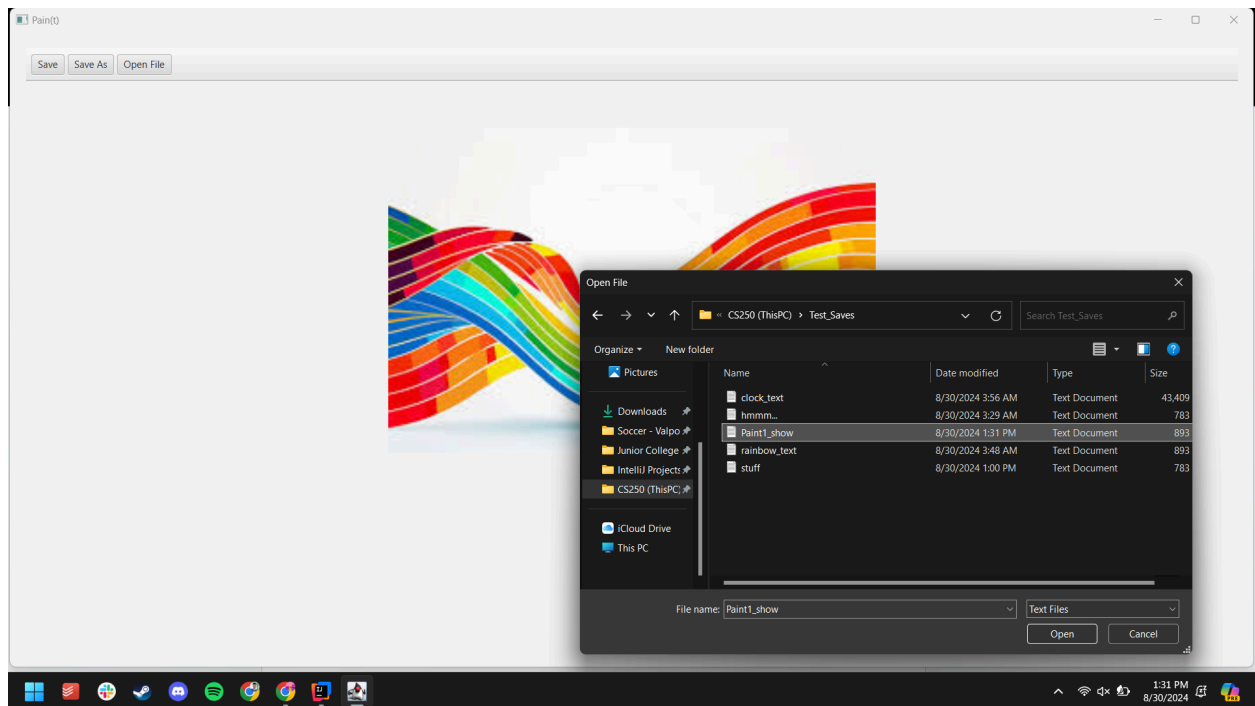 Pain(t)
Save Save As Open File
Open File
« CS250 (ThisPC) › Test_Saves
Search Test_Saves
Organize New folder
Name Date modified Type Size
Pictures
Downloads
Soccer - Valpo
Junior College
IntelliJ Projects
CS250 (ThisPC)
iCloud Drive
This PC
clock_text 8/30/2024 3:56 AM Text Document 43,409
hmmm... 8/30/2024 3:29 AM Text Document 783
Paint1_show 8/30/2024 1:31 PM Text Document 893
rainbow_text 8/30/2024 3:48 AM Text Document 893
stuff 8/30/2024 1:00 PM Text Document 783
File name: Paint1_show Text Files
Open Cancel
1:31 PM
8/30/2024